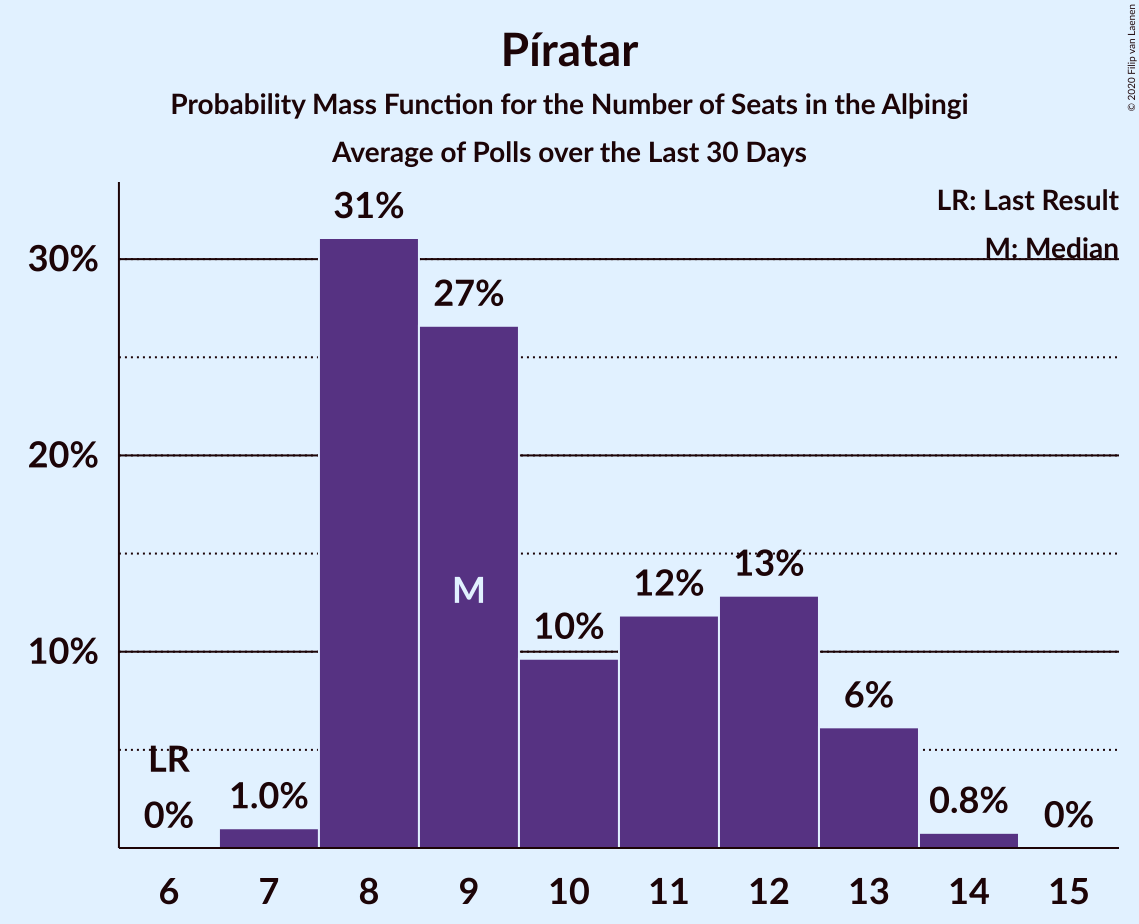 Píratar
Probability Mass Function for the Number of Seats in the Alþingi
Average of Polls over the Last 30 Days
© 2020 Filip van Laenen
LR: Last Result
M: Median
30%
20%
10%
LR
0%
1.0%
31%
27%
M
10%
12%
13%
6%
0.8%
0%
6 7 8 9 10 11 12 13 14 15